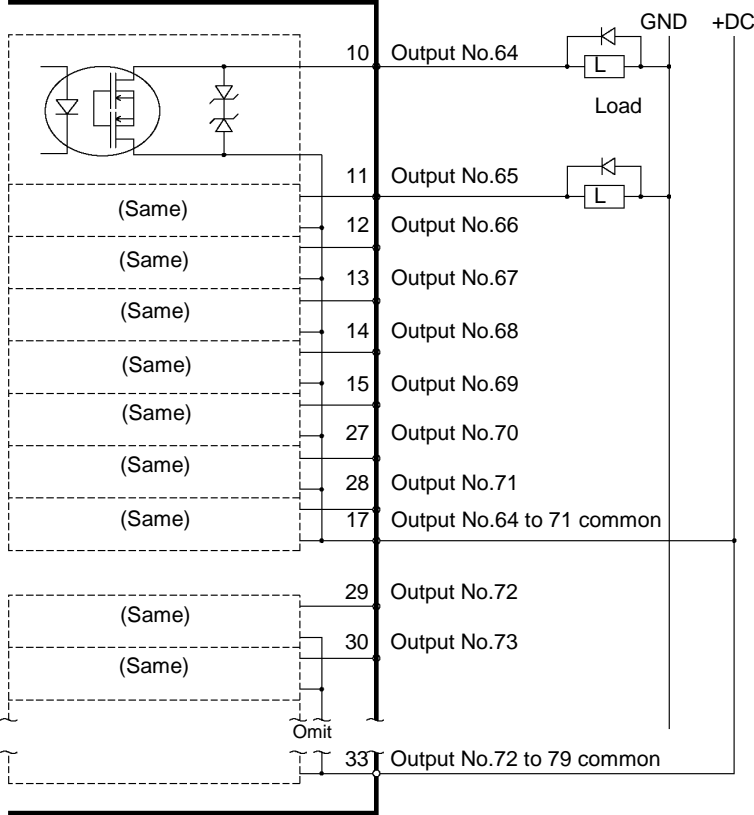 GND +DC
10 Output No.64
L
Load
11 Output No.65
L
(Same)
12 Output No.66
(Same)
13 Output No.67
(Same)
14 Output No.68
(Same)
15 Output No.69
(Same)
27 Output No.70
(Same)
28 Output No.71
(Same)
17 Output No.64 to 71 common
29 Output No.72
(Same)
30 Output No.73
(Same)
Omit
33 Output No.72 to 79 common